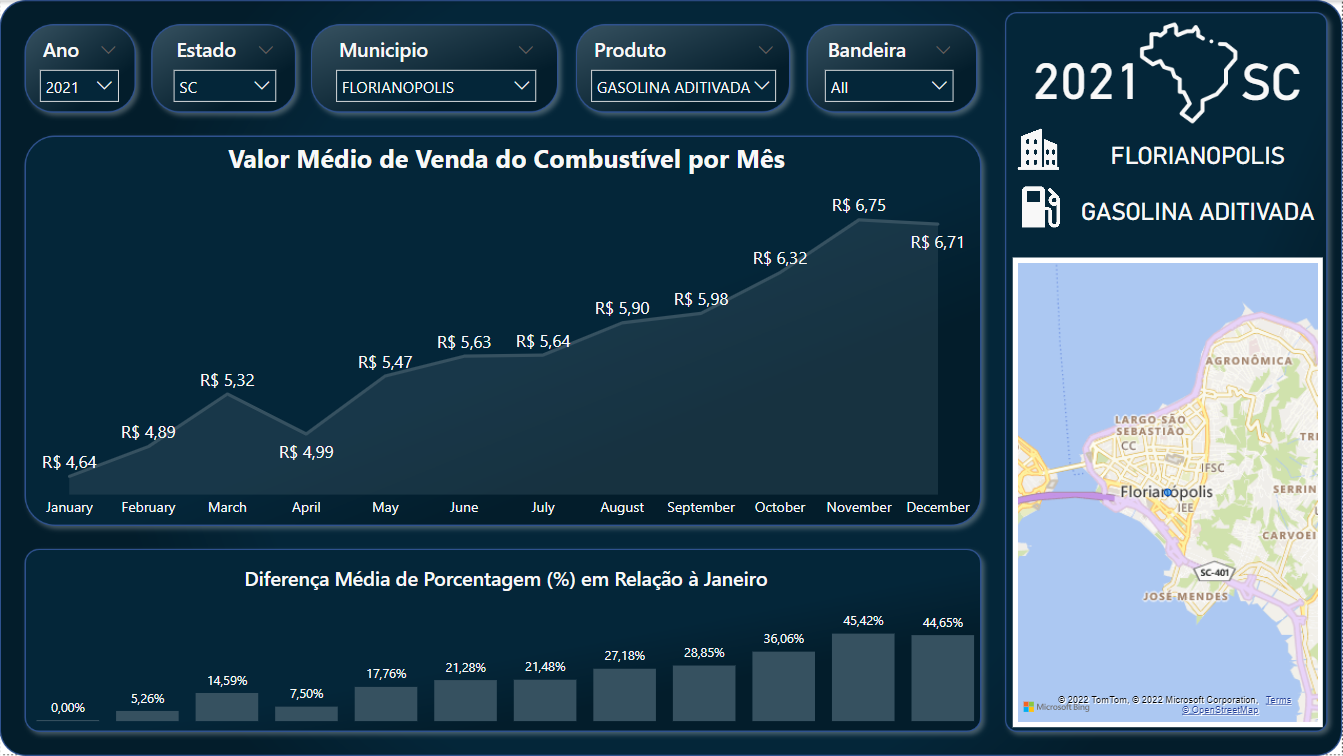 Ano
2021
Estado
SC
Municipio
FLORIANOPOLIS
Produto
GASOLINA ADITIVADA
Bandeira
All
2021 SC
FLORIANOPOLIS
GASOLINA ADITIVADA
Valor Médio de Venda do Combustível por Mês
R$ 4,64
R$ 4,89
R$ 5,32
R$ 4,99
R$ 5,47
R$ 5,63
R$ 5,64
R$ 5,90
R$ 5,98
R$ 6,32
R$ 6,75
R$ 6,71
January February March April May June July August September October November December
Diferença Média de Porcentagem (%) em Relação à Janeiro
0,00%
5,26%
14,59%
7,50%
17,76%
21,28%
21,48%
27,18%
28,85%
36,06%
45,42%
44,65%
AGRONÔMICA
LARGO SÃO
SEBASTIÃO
CC
TRI
IFSC
Florianópolis
SERRIN
IEE
CARVOEI
SC-401
JOSÉ MENDES
© 2022 TomTom, © 2022 Microsoft Corporation, Terms
Microsoft Bing
© OpenStreetMap